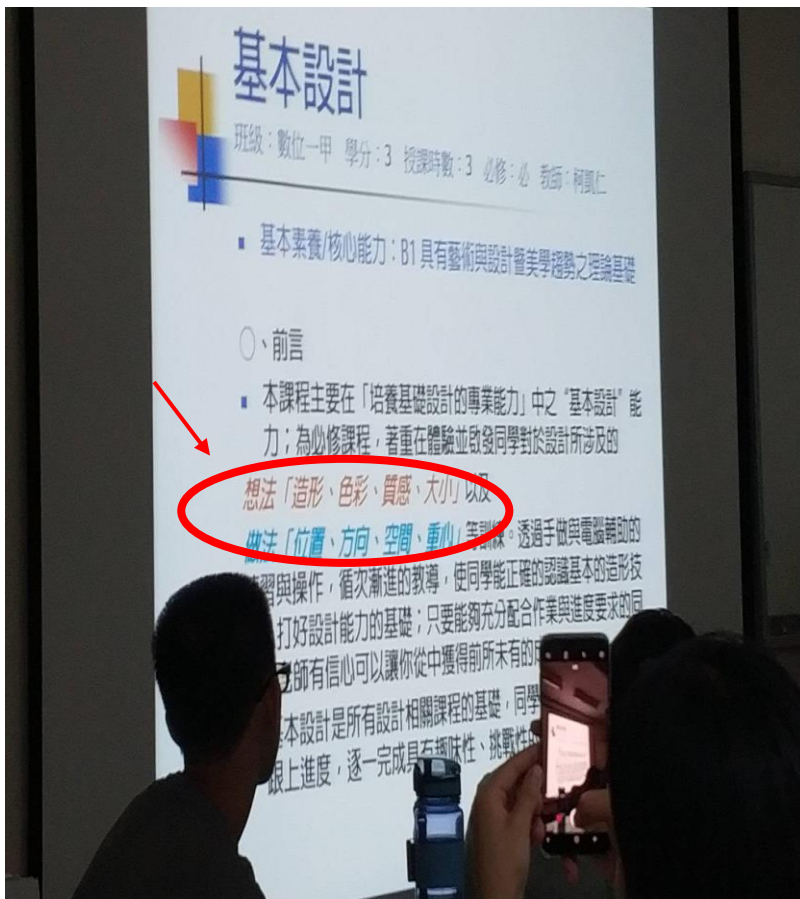 基本設計
班級：數位一甲 學分：3 授課時數：3 必修：必 教師：柯凱仁
基本素養/核心能力：B1 具有藝術與設計暨美學趨勢之理論基礎
○、前言
本課程主要在「培養基礎設計的專業能力」中之“基本設計”能
力；為必修課程，著重在體驗並啟發同學對於設計所涉及的
想法「造形、色彩、質感、大小」以及
做法「位置、方向、空間、重心」等訓練。透過手做與電腦輔助的
習與操作，循次漸進的教導，使同學能正確的認識基本的造形技
打好設計能力的基礎；只要能夠充分配合作業與進度要求的同
老師有信心可以讓你從中獲得前所未有的
本設計是所有設計相關課程的基礎，同學
跟上進度，逐一完成具有趣味性、挑戰性